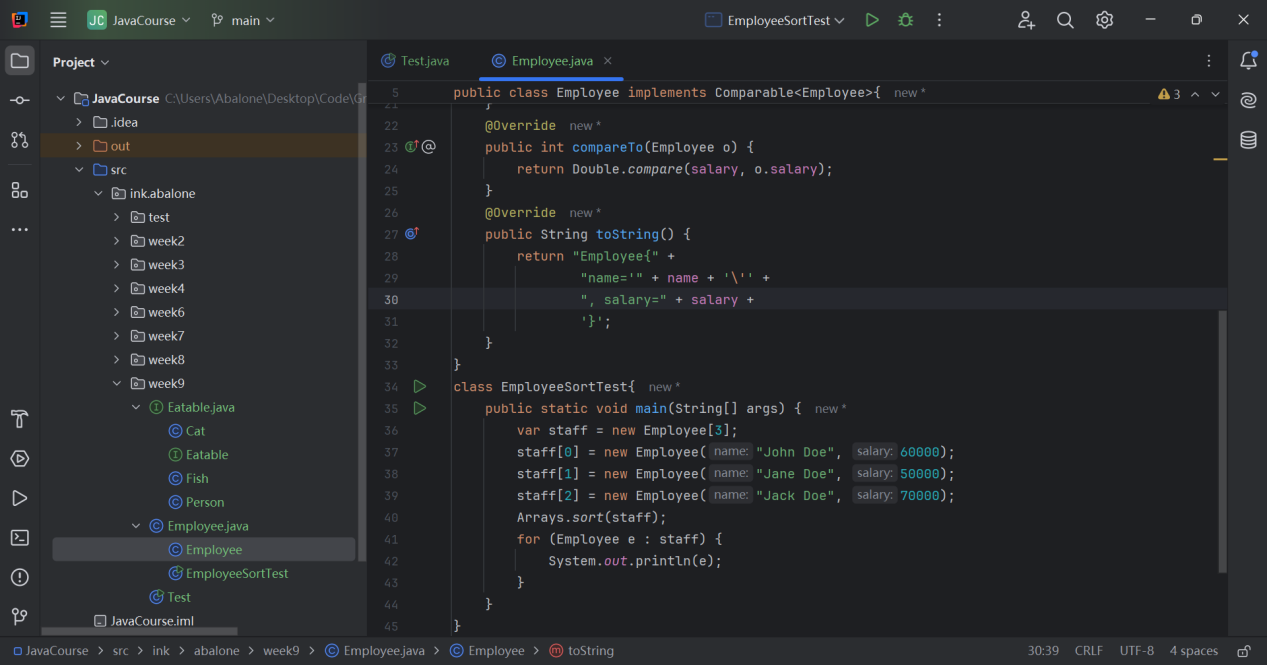 JC JavaCourse main EmployeeSortTest
Project
JavaCourse C:\Users\Abalone\Desktop\Code\Gr
.idea
out
src
ink.abalone
test
week2
week3
week4
week6
week7
week8
week9
Eatable.java
Cat
Eatable
Fish
Person
Employee.java
Employee
EmployeeSortTest
Test
JavaCourse.iml
Test.java Employee.java
5 public class Employee implements Comparable<Employee>{ new *
3
21 }
22 @Override new *
23 public int compareTo(Employee o) {
24 return Double.compare(salary, o.salary);
25 }
26 @Override new *
27 public String toString() {
28 return "Employee{" +
29 "name='" + name + '\'' +
30 ", salary=" + salary +
31 '}';
32 }
33 }
34 class EmployeeSortTest{ new *
35 public static void main(String[] args) { new *
36 var staff = new Employee[3];
37 staff[0] = new Employee( name: "John Doe", salary: 60000);
38 staff[1] = new Employee( name: "Jane Doe", salary: 50000);
39 staff[2] = new Employee( name: "Jack Doe", salary: 70000);
40 Arrays.sort(staff);
41 for (Employee e : staff) {
42 System.out.println(e);
43 }
44 }
45 }
JavaCourse > src > ink > abalone > week9 > Employee.java > Employee > toString 30:39 CRLF UTF-8 4 spaces